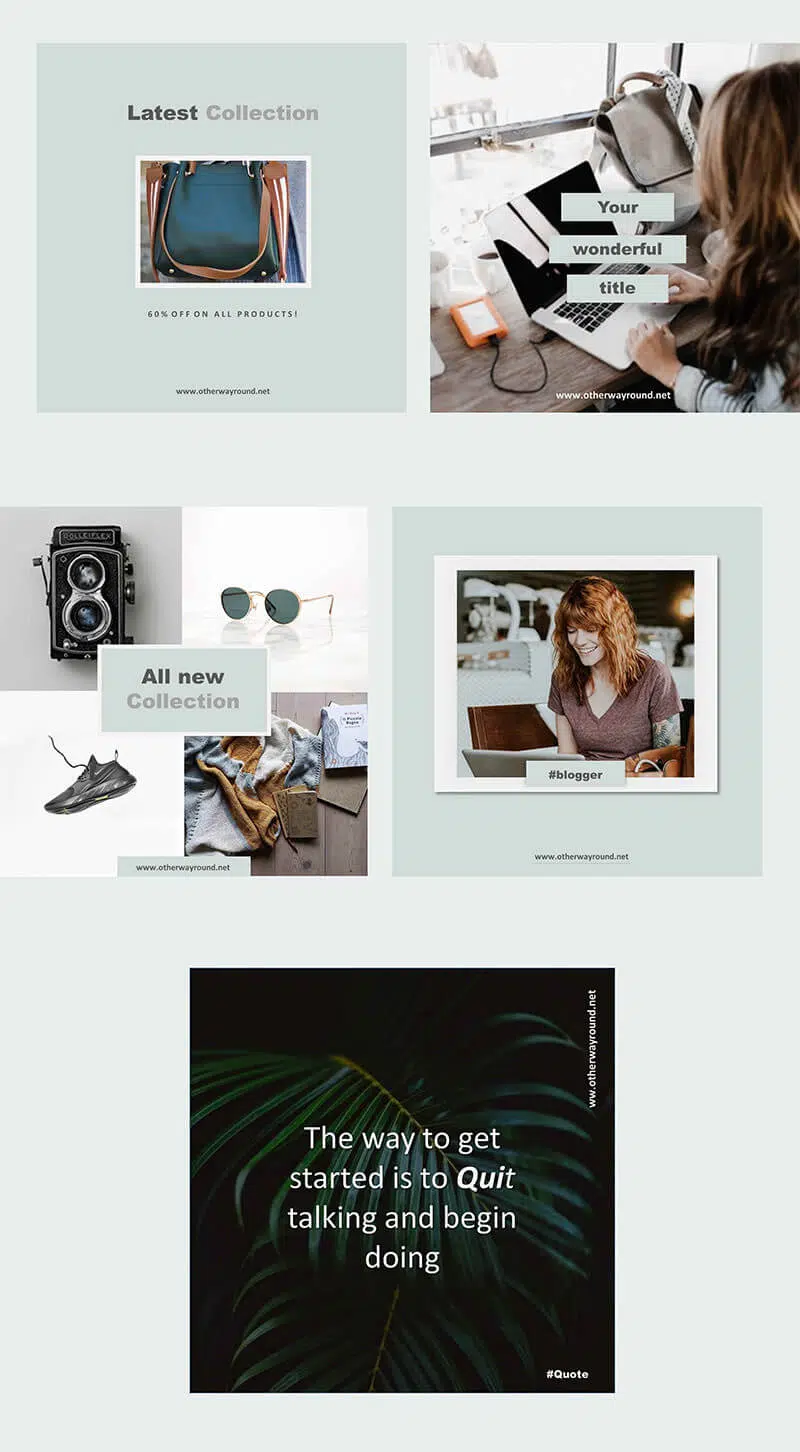 Latest Collection
60% OFF ON ALL PRODUCTS!
www.otherwayround.net
Your
wonderful
title
www.otherwayround.net
ROLLEIFLEX
All new
Collection
www.otherwayround.net
#blogger
www.otherwayround.net
www.otherwayround.net
The way to get
started is to Quit
talking and begin
doing
#Quote